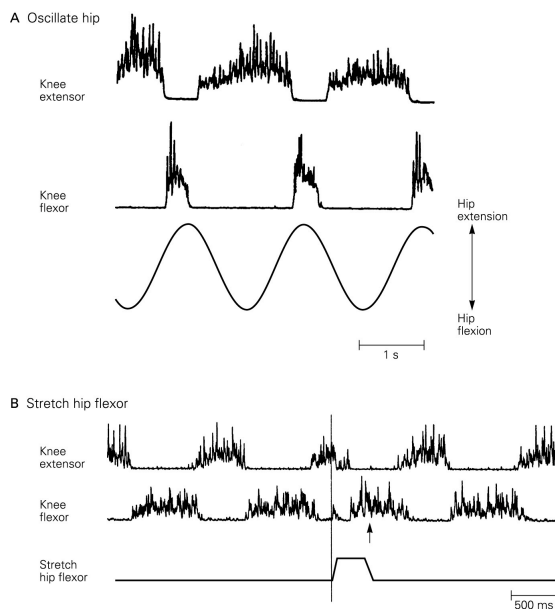 A Oscillate hip
Knee
extensor
Knee
flexor
Hip
extension
Hip
flexion
1 s
B Stretch hip flexor
Knee
extensor
Knee
flexor
Stretch
hip flexor
500 ms